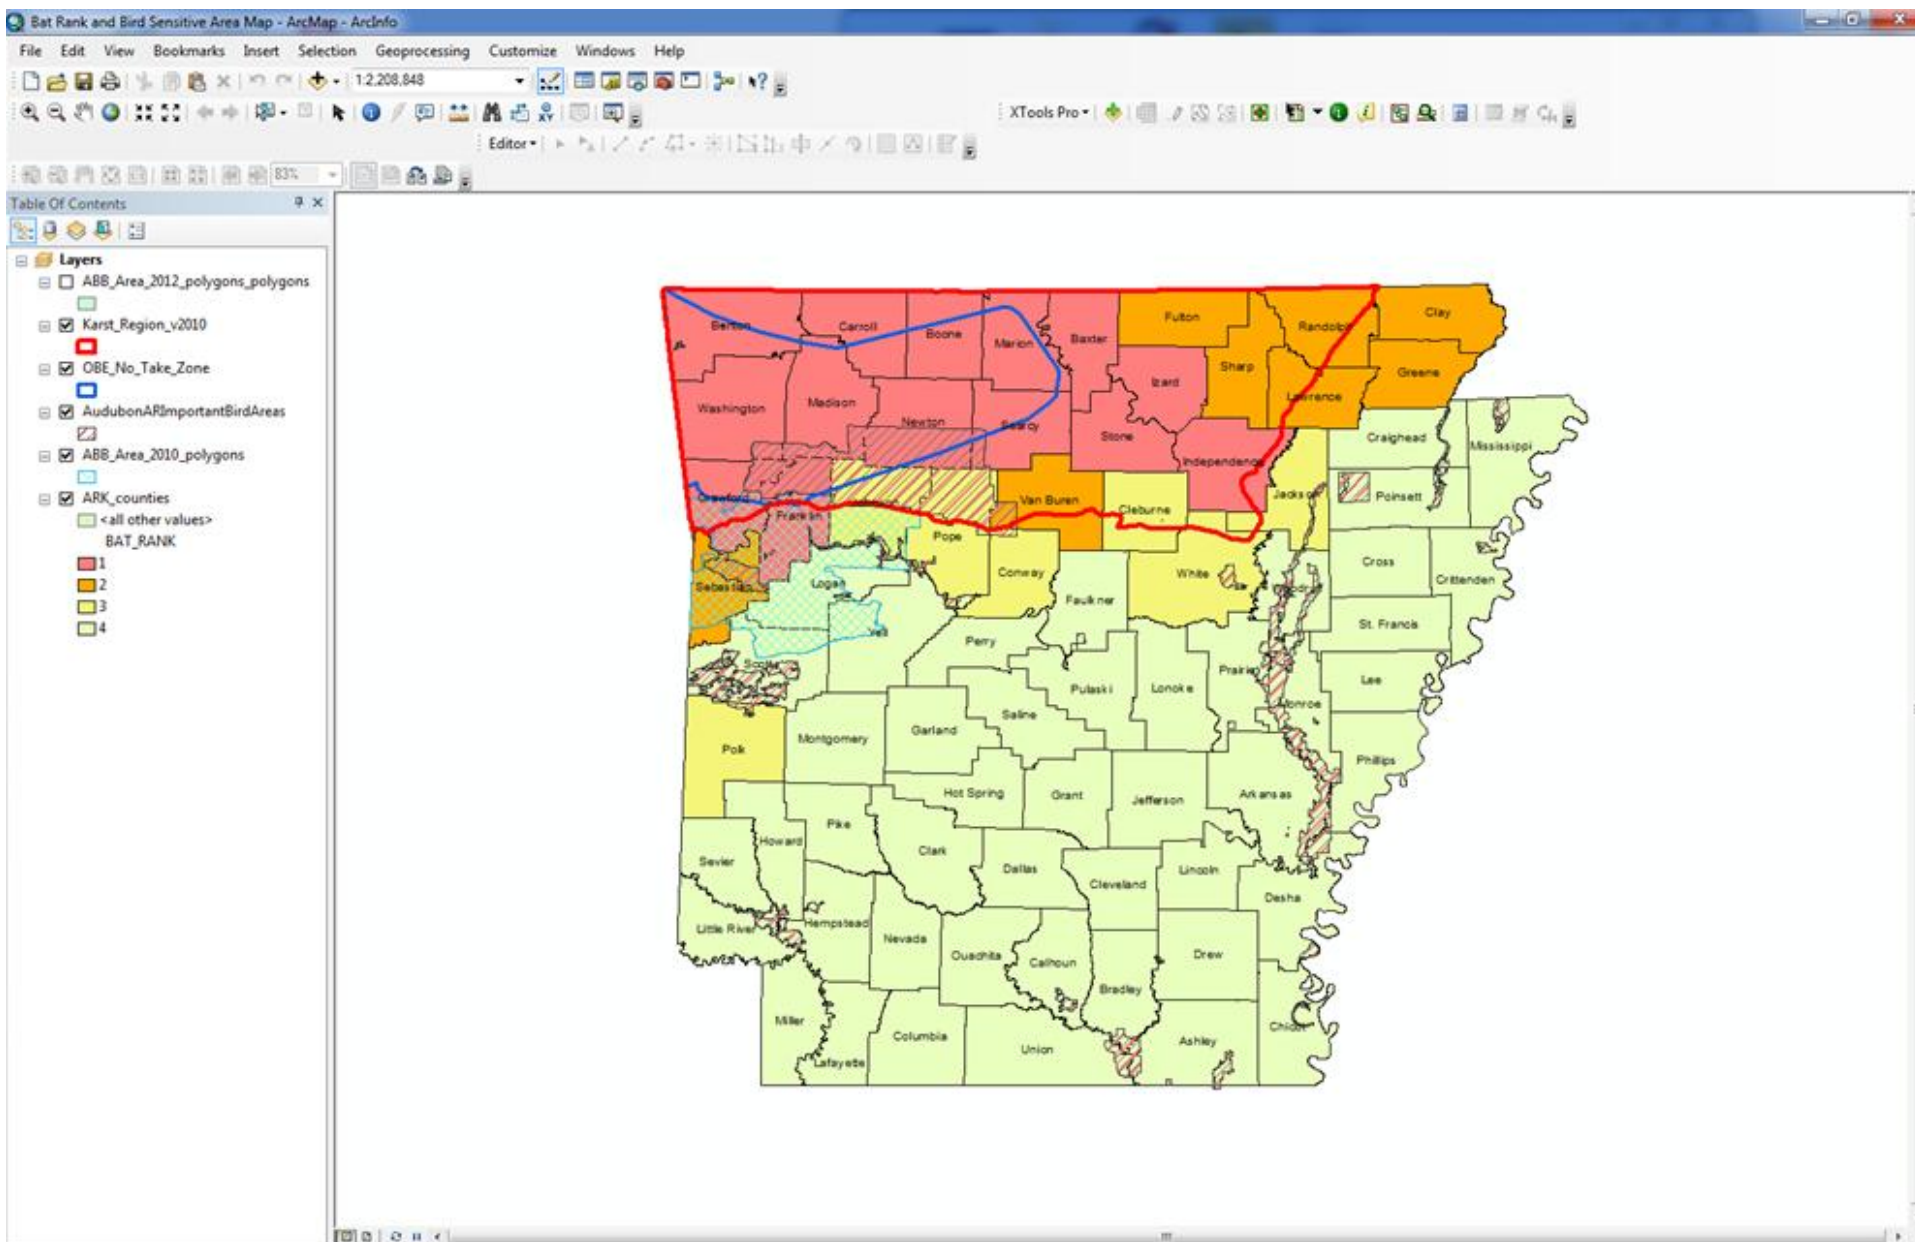 Bat Rank and Bird Sensitive Area Map - ArcMap - ArcInfo
File Edit View Bookmarks Insert Selection Geoprocessing Customize Windows Help
1:2,208,848
XTools Pro
Editor
83%
Table Of Contents
Layers
ABB_Area_2012_polygons_polygons
Karst_Region_v2010
OBE_No_Take_Zone
AudubonARImportantBirdAreas
ABB_Area_2010_polygons
ARK_counties
<all other values>
BAT_RANK
1
2
3
4
Benton
Carroll
Boone
Marion
Baxter
Fulton
Randolph
Clay
Sharp
Izard
Greene
Washington
Madison
Newton
Searcy
Stone
Lawrence
Independence
Craighead
Mississippi
Crawford
Franklin
Van Buren
Cleburne
Jackson
Poinsett
Pope
Conway
White
Cross
Crittenden
Sebastian
Logan
Faulkner
St. Francis
Yell
Perry
Scott
Pulaski
Lonoke
Prairie
Lee
Monroe
Polk
Montgomery
Garland
Saline
Phillips
Hot Spring
Grant
Jefferson
Arkansas
Pike
Howard
Sevier
Clark
Dallas
Cleveland
Lincoln
Desha
Little River
Hempstead
Nevada
Ouachita
Calhoun
Drew
Bradley
Miller
Lafayette
Columbia
Union
Ashley
Chicot